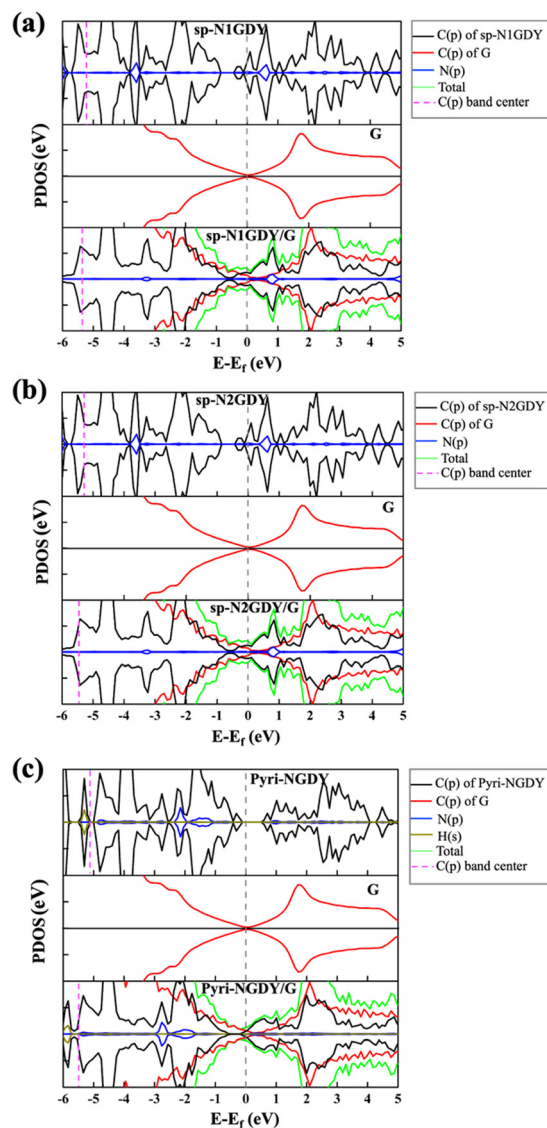 (a)
sp-N1GDY
C(p) of sp-N1GDY
C(p) of G
N(p)
Total
C(p) band center
G
PDOS (eV)
sp-N1GDY/G
-6 -5 -4 -3 -2 -1 0 1 2 3 4 5
E-Ef (eV)
(b)
sp-N2GDY
C(p) of sp-N2GDY
C(p) of G
N(p)
Total
C(p) band center
G
PDOS (eV)
sp-N2GDY/G
-6 -5 -4 -3 -2 -1 0 1 2 3 4 5
E-Ef (eV)
(c)
Pyri-NGDY
C(p) of Pyri-NGDY
C(p) of G
N(p)
H(s)
Total
C(p) band center
G
PDOS (eV)
Pyri-NGDY/G
-6 -5 -4 -3 -2 -1 0 1 2 3 4 5
E-Ef (eV)